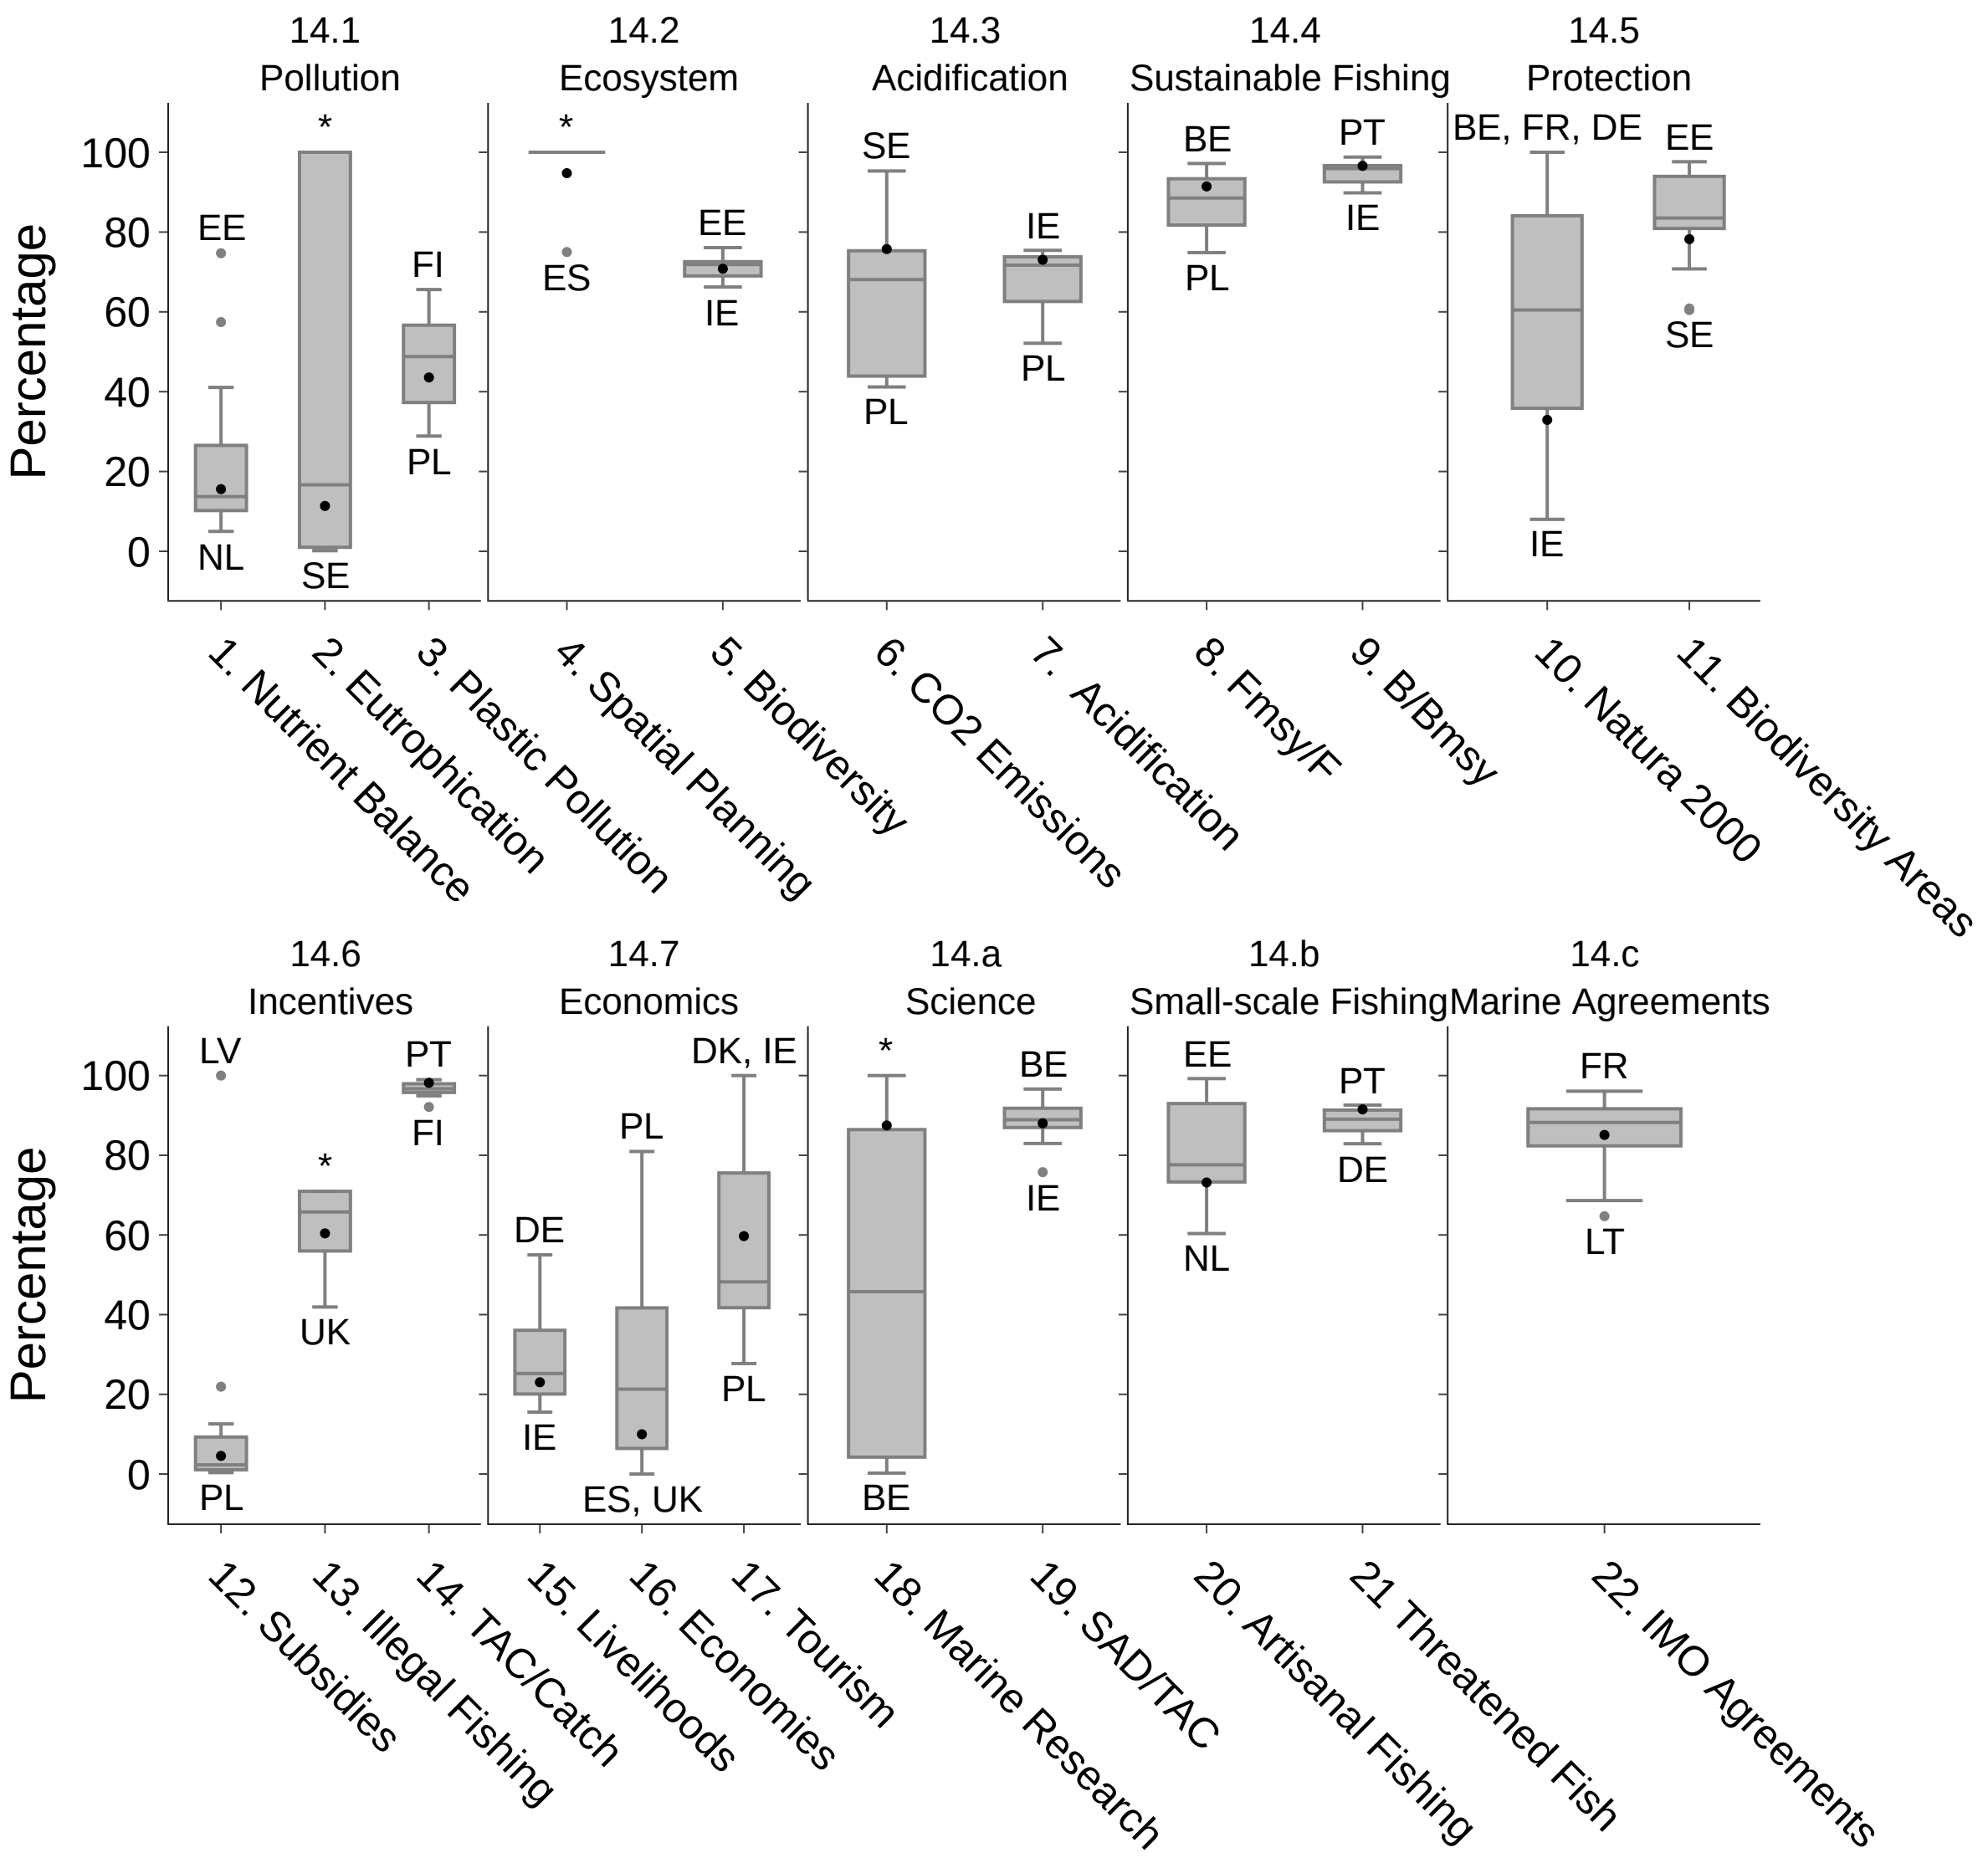 14.1 14.2 14.3 14.4 14.5
Pollution Ecosystem Acidification Sustainable Fishing Protection
Percentage
100
80
60
40
20
0
EE
NL
*
SE
FI
PL
*
ES
EE
IE
SE
PL
IE
PL
BE
PL
PT
IE
BE, FR, DE
IE
EE
SE
1. Nutrient Balance
2. Eutrophication
3. Plastic Pollution
4. Spatial Planning
5. Biodiversity
6. CO2 Emissions
7. Acidification
8. Fmsy/F
9. B/Bmsy
10. Natura 2000
11. Biodiversity Areas
14.6 14.7 14.a 14.b 14.c
Incentives Economics Science Small-scale Fishing Marine Agreements
Percentage
100
80
60
40
20
0
LV
PL
*
UK
PT
FI
DE
IE
PL
ES, UK
DK, IE
PL
*
BE
BE
IE
EE
NL
PT
DE
FR
LT
12. Subsidies
13. Illegal Fishing
14. TAC/Catch
15. Livelihoods
16. Economies
17. Tourism
18. Marine Research
19. SAD/TAC
20. Artisanal Fishing
21 Threatened Fish
22. IMO Agreements